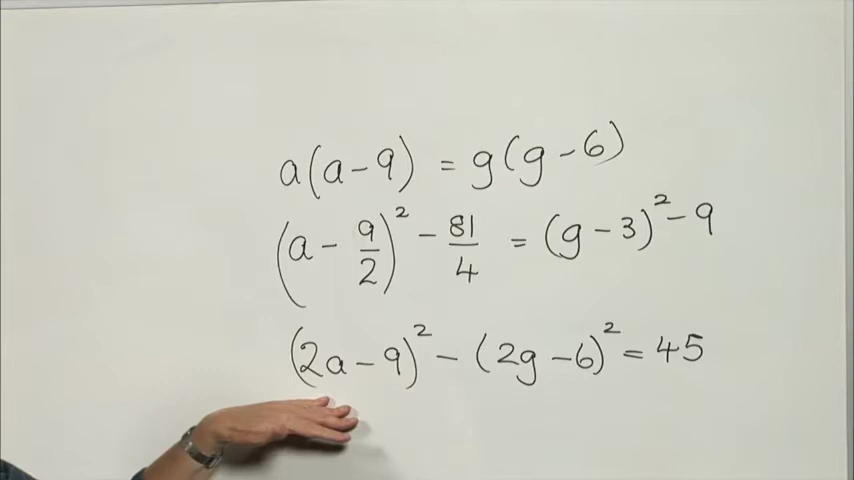 a(a-9) = g(g-6)
(a - 9/2)² - 81/4 = (g-3)² - 9
(2a-9)² - (2g-6)² = 45